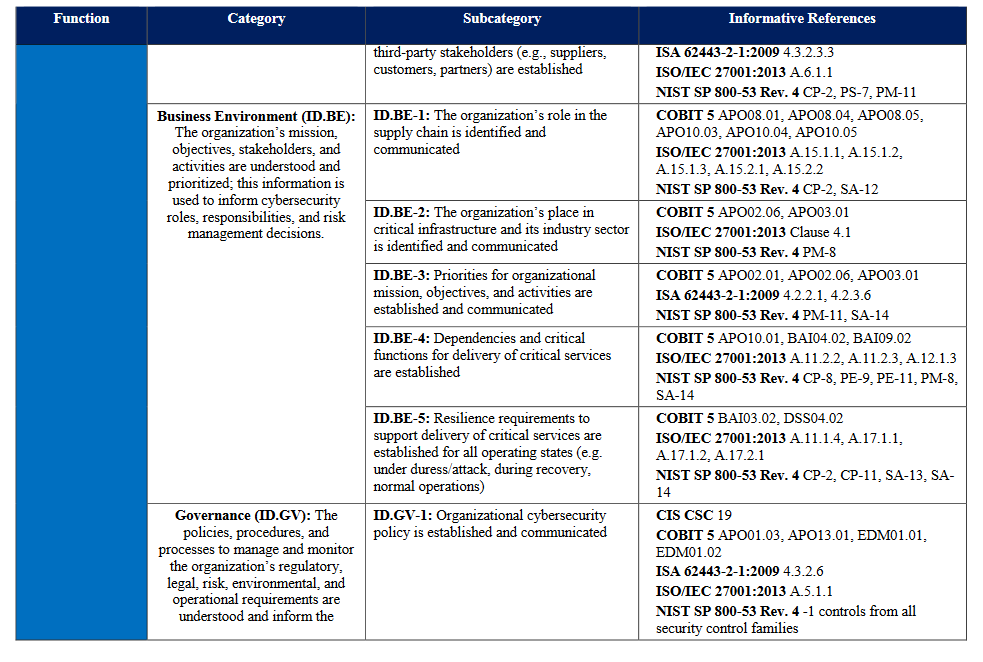 Function Category Subcategory Informative References
third-party stakeholders (e.g., suppliers,
customers, partners) are established
ISA 62443-2-1:2009 4.3.2.3.3
ISO/IEC 27001:2013 A.6.1.1
NIST SP 800-53 Rev. 4 CP-2, PS-7, PM-11
Business Environment (ID.BE):
The organization’s mission,
objectives, stakeholders, and
activities are understood and
prioritized; this information is
used to inform cybersecurity
roles, responsibilities, and risk
management decisions.
ID.BE-1: The organization’s role in the
supply chain is identified and
communicated
COBIT 5 APO08.01, APO08.04, APO08.05,
APO10.03, APO10.04, APO10.05
ISO/IEC 27001:2013 A.15.1.1, A.15.1.2,
A.15.1.3, A.15.2.1, A.15.2.2
NIST SP 800-53 Rev. 4 CP-2, SA-12
ID.BE-2: The organization’s place in
critical infrastructure and its industry sector
is identified and communicated
COBIT 5 APO02.06, APO03.01
ISO/IEC 27001:2013 Clause 4.1
NIST SP 800-53 Rev. 4 PM-8
ID.BE-3: Priorities for organizational
mission, objectives, and activities are
established and communicated
COBIT 5 APO02.01, APO02.06, APO03.01
ISA 62443-2-1:2009 4.2.2.1, 4.2.3.6
NIST SP 800-53 Rev. 4 PM-11, SA-14
ID.BE-4: Dependencies and critical
functions for delivery of critical services
are established
COBIT 5 APO10.01, BAI04.02, BAI09.02
ISO/IEC 27001:2013 A.11.2.2, A.11.2.3, A.12.1.3
NIST SP 800-53 Rev. 4 CP-8, PE-9, PE-11, PM-8,
SA-14
ID.BE-5: Resilience requirements to
support delivery of critical services are
established for all operating states (e.g.
under duress/attack, during recovery,
normal operations)
COBIT 5 BAI03.02, DSS04.02
ISO/IEC 27001:2013 A.11.1.4, A.17.1.1,
A.17.1.2, A.17.2.1
NIST SP 800-53 Rev. 4 CP-2, CP-11, SA-13, SA-
14
Governance (ID.GV): The
policies, procedures, and
processes to manage and monitor
the organization’s regulatory,
legal, risk, environmental, and
operational requirements are
understood and inform the
ID.GV-1: Organizational cybersecurity
policy is established and communicated
CIS CSC 19
COBIT 5 APO01.03, APO13.01, EDM01.01,
EDM01.02
ISA 62443-2-1:2009 4.3.2.6
ISO/IEC 27001:2013 A.5.1.1
NIST SP 800-53 Rev. 4 -1 controls from all
security control families